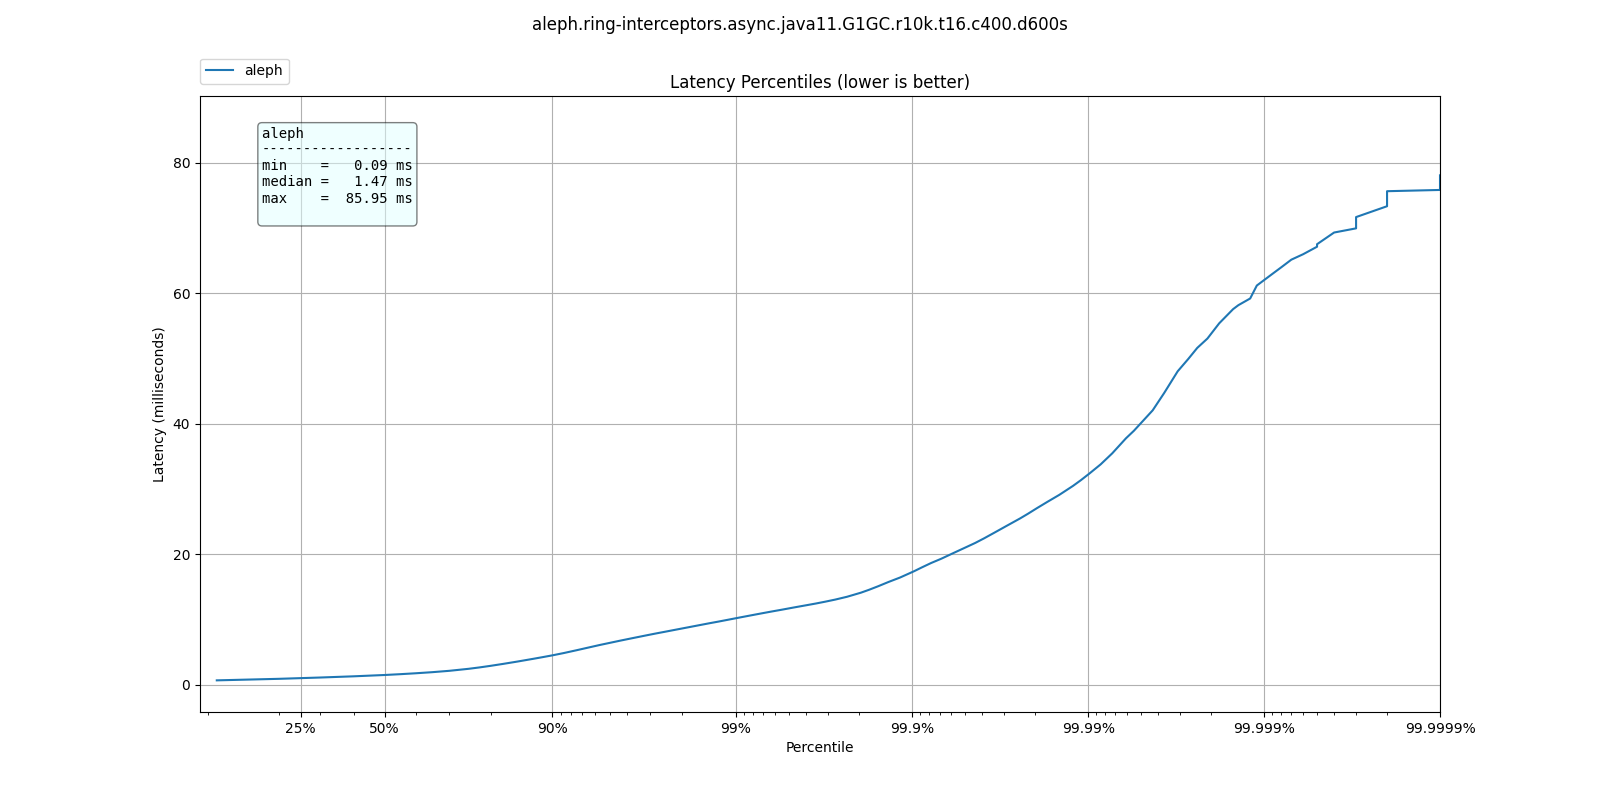 aleph.ring-interceptors.async.java11.G1GC.r10k.t16.c400.d600s
aleph
Latency Percentiles (lower is better)
aleph
------------------
min    =   0.09 ms
median =   1.47 ms
max    =  85.95 ms
80
60
40
20
0
Latency (milliseconds)
25% 50% 90% 99% 99.9% 99.99% 99.999% 99.9999%
Percentile